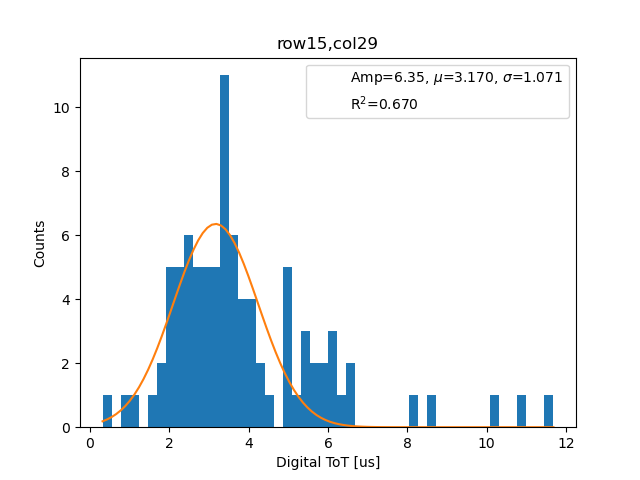 row15,col29
Amp=6.35, μ=3.170, σ=1.071
R²=0.670
Counts
10
8
6
4
2
0
0 2 4 6 8 10 12
Digital ToT [us]